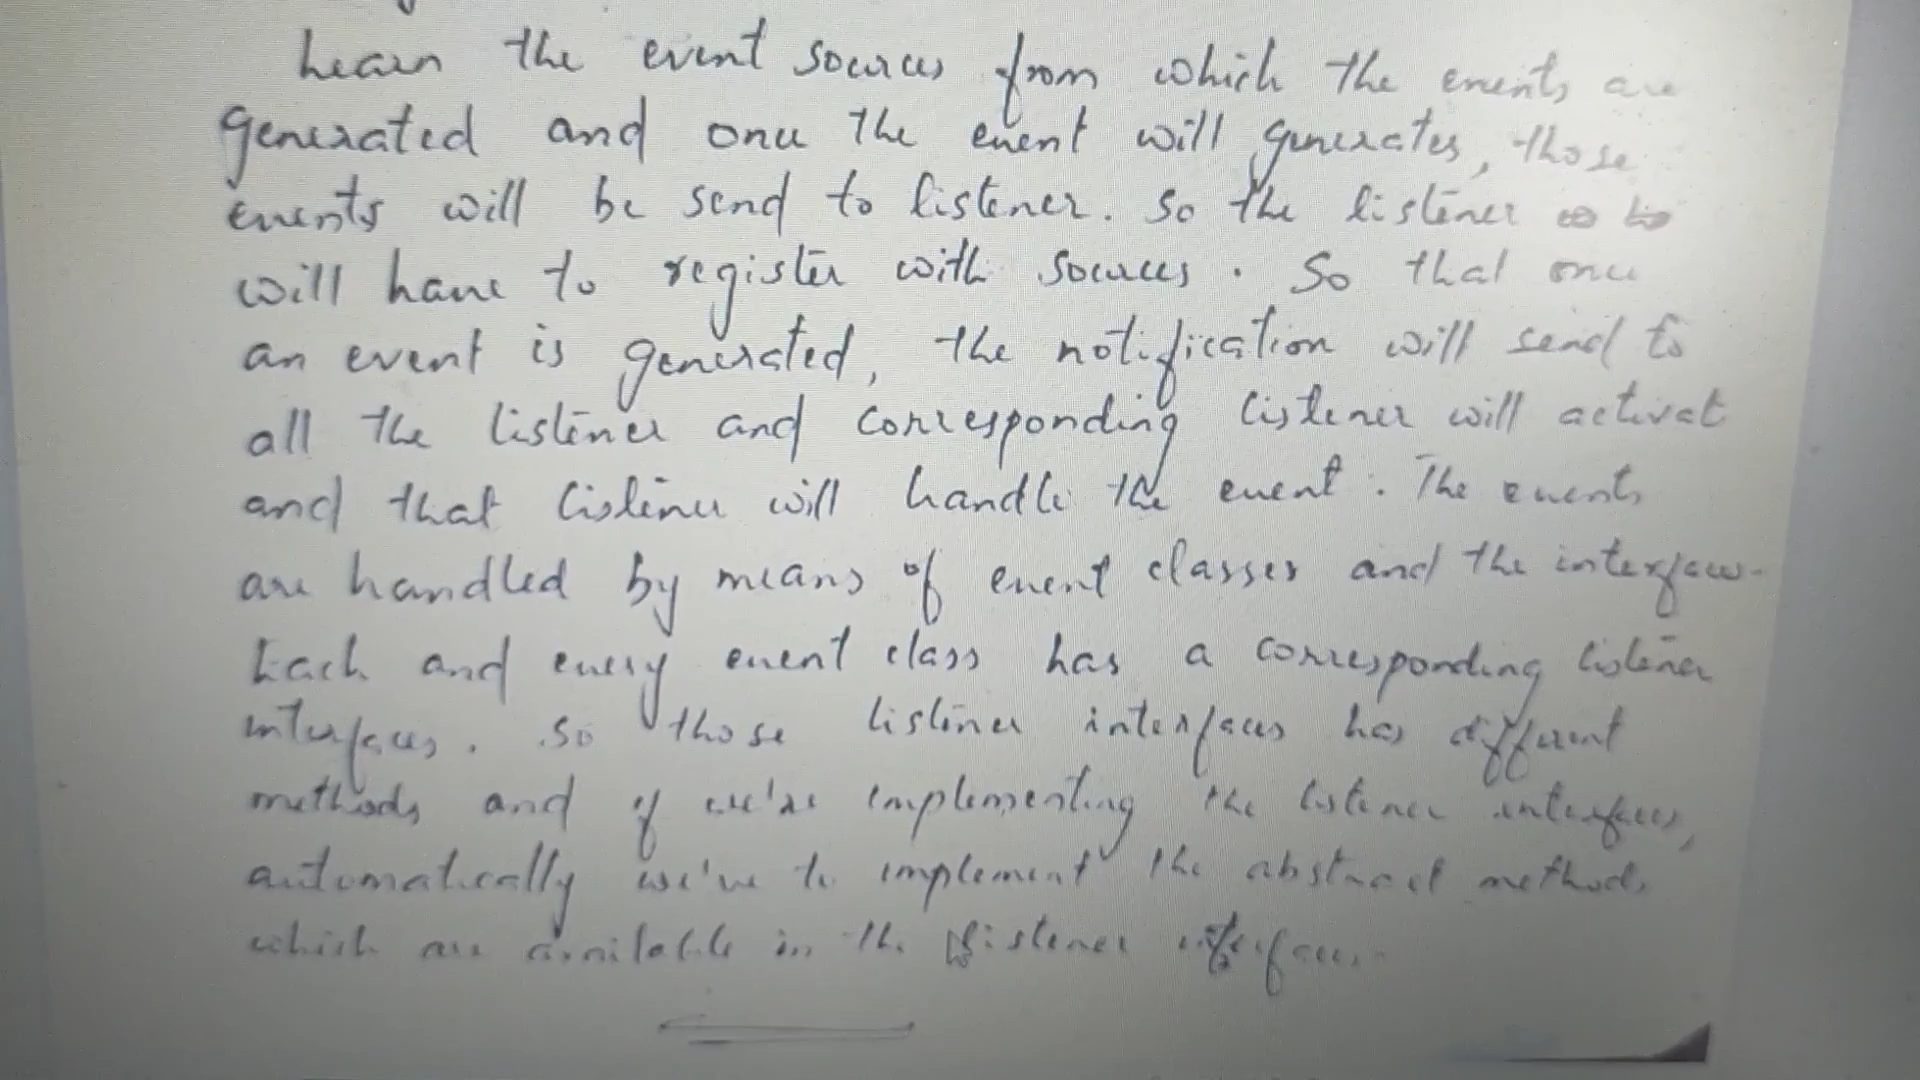 Learn the event sources from which the events are
generated and once the event will generates, those
events will be send to listener. So the listener
will have to register with sources. So that once
an event is generated, the notification will send to
all the listener and corresponding listener will activat
and that listener will handle the event. The events
are handled by means of event classes and the interfaces.
Each and every event class has a corresponding listener
interfaces. So those listener interfaces has different
methods and if we're implementing the listener interfaces,
automatically we've to implement the abstract methods
which are available in the listener interfaces.